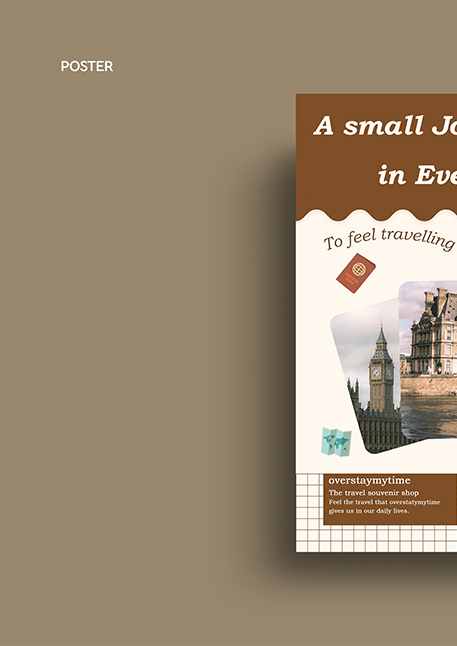 POSTER
A small Jo
in Eve
To feel travelling
overstaymytime
The travel souvenir shop
Feel the travel that overstatymytime
gives us in our daily lives.